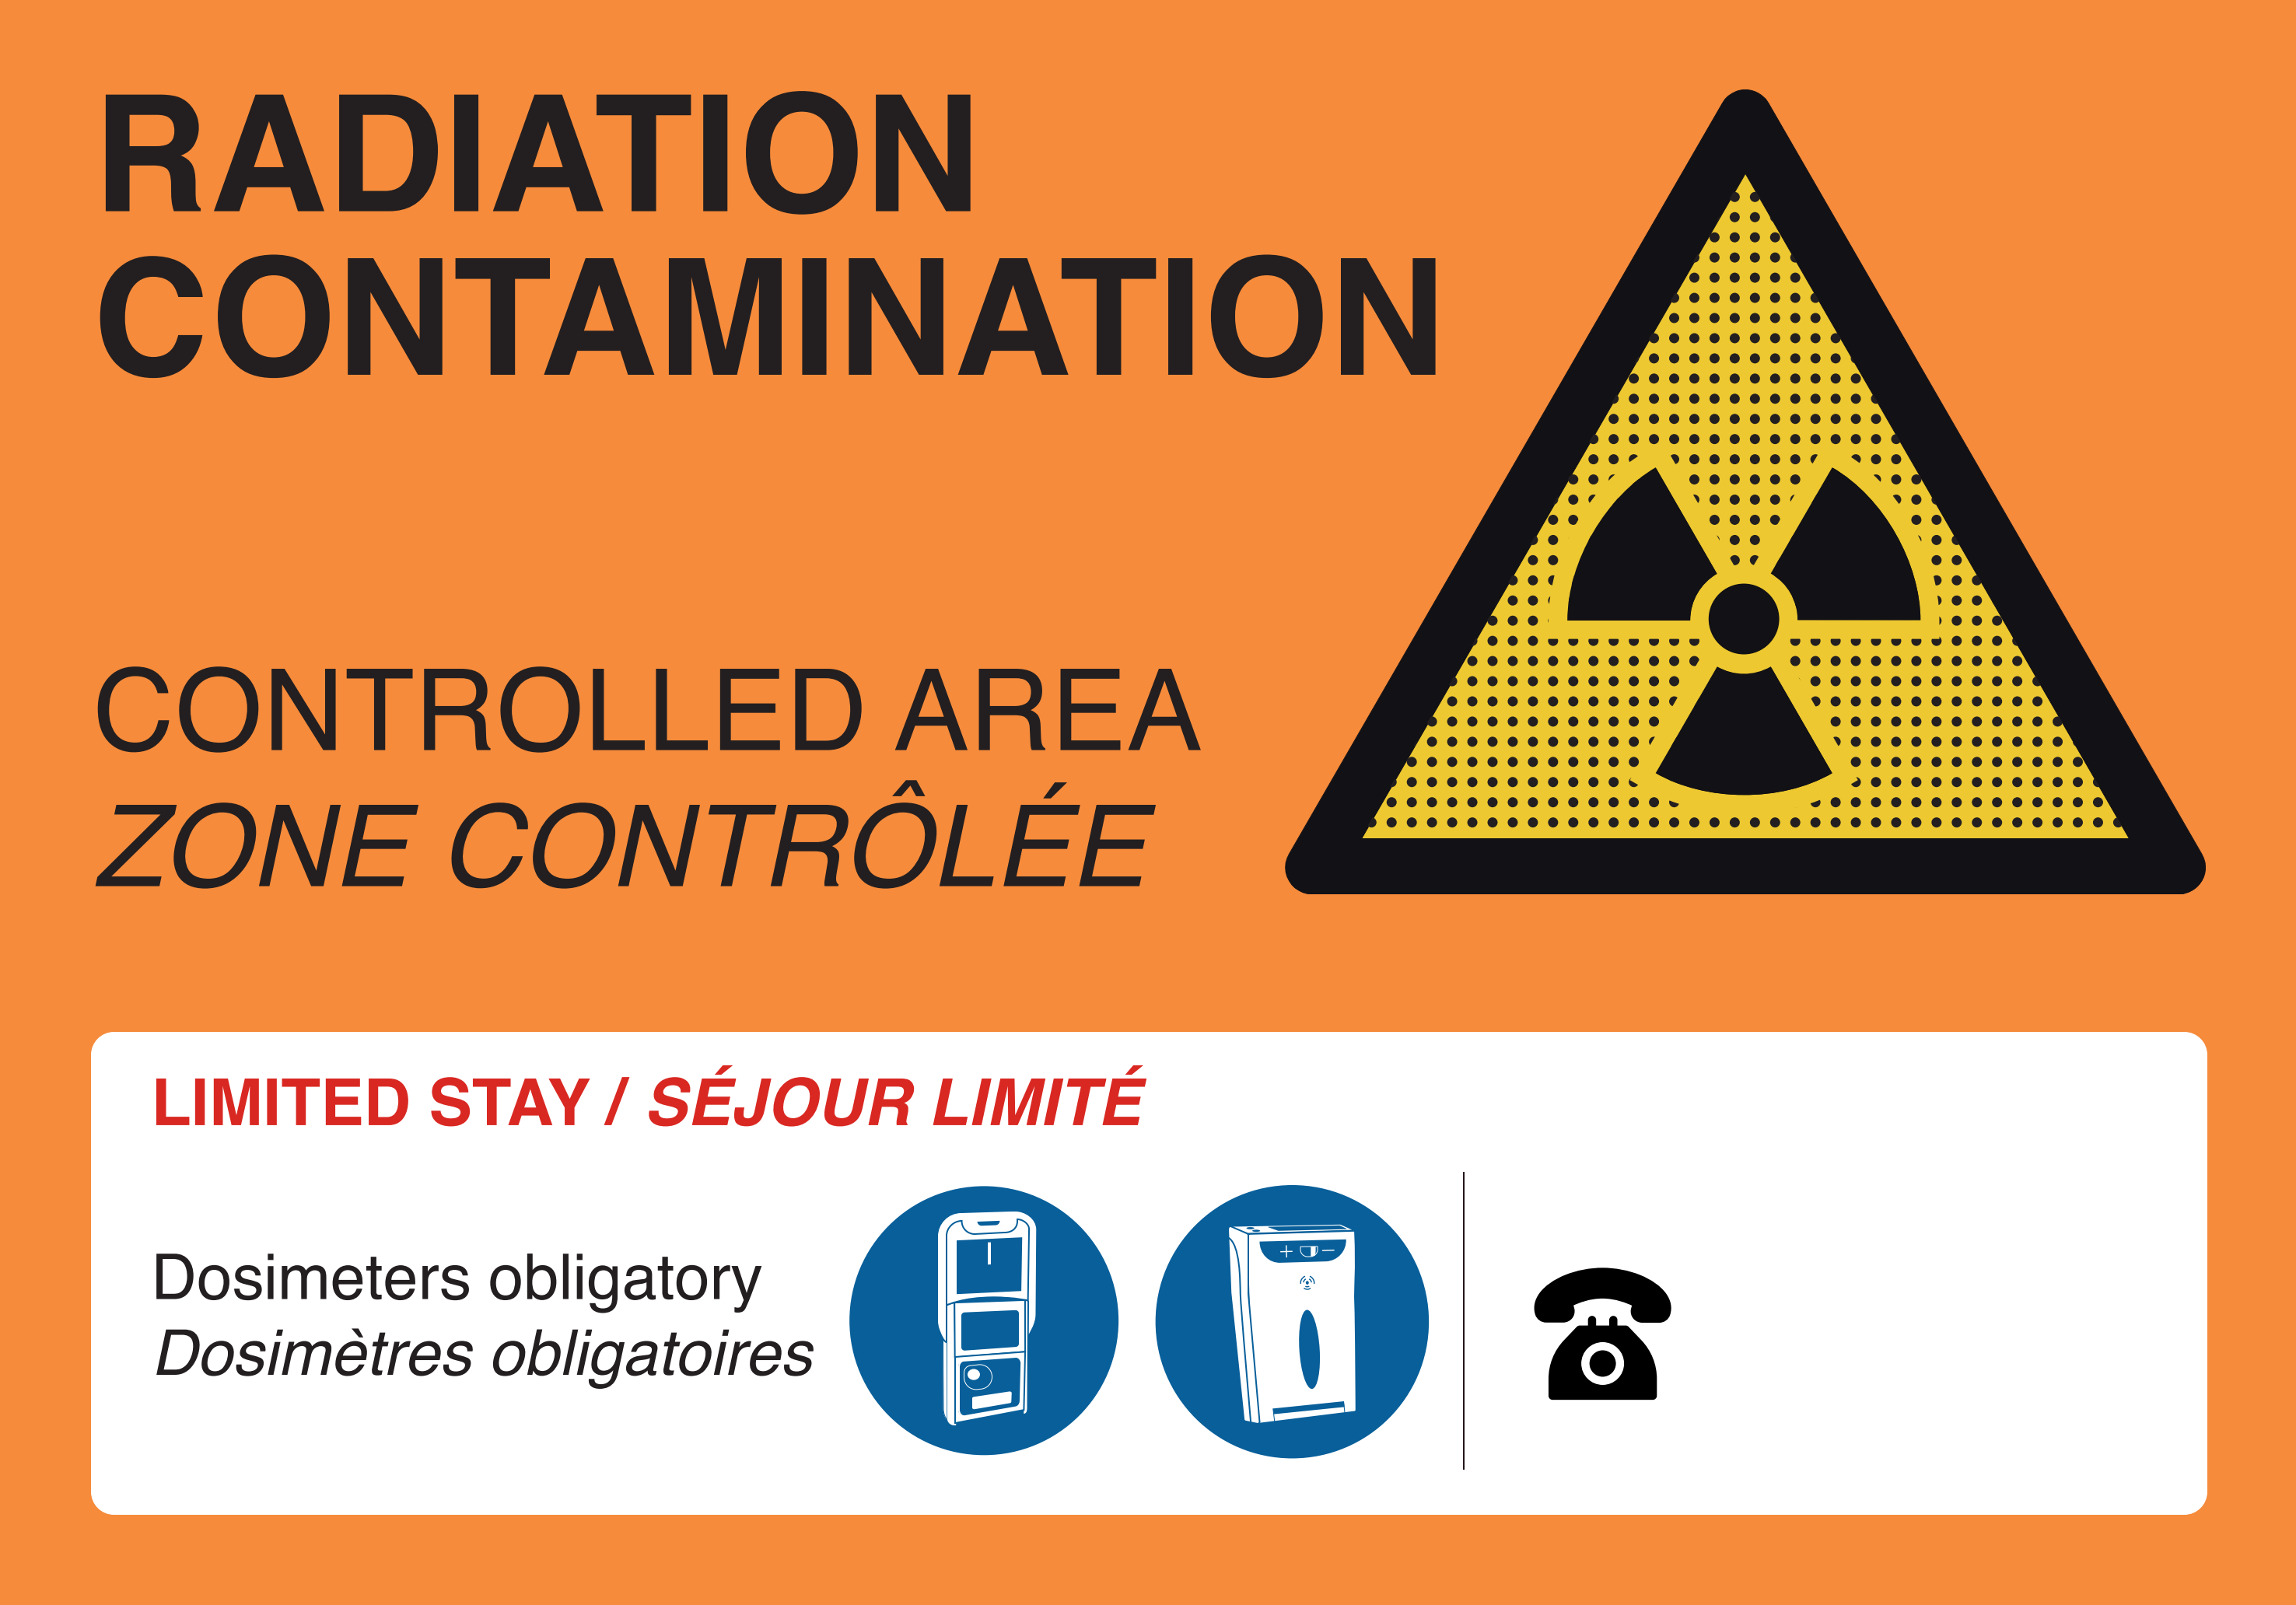 RADIATION
CONTAMINATION
CONTROLLED AREA
ZONE CONTRÔLÉE
LIMITED STAY / SÉJOUR LIMITÉ
Dosimeters obligatory
Dosimètres obligatoires